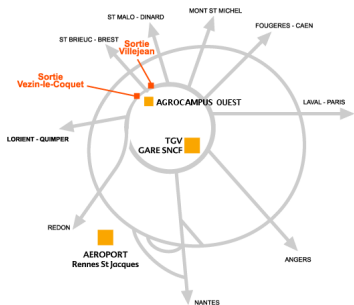 MONT ST MICHEL
ST MALO - DINARD
FOUGERES - CAEN
ST BRIEUC - BREST
Sortie
Villejean
Sortie
Vezin-le-Coquet
AGROCAMPUS OUEST
LAVAL - PARIS
LORIENT - QUIMPER
TGV
GARE SNCF
REDON
AEROPORT
Rennes St Jacques
ANGERS
NANTES